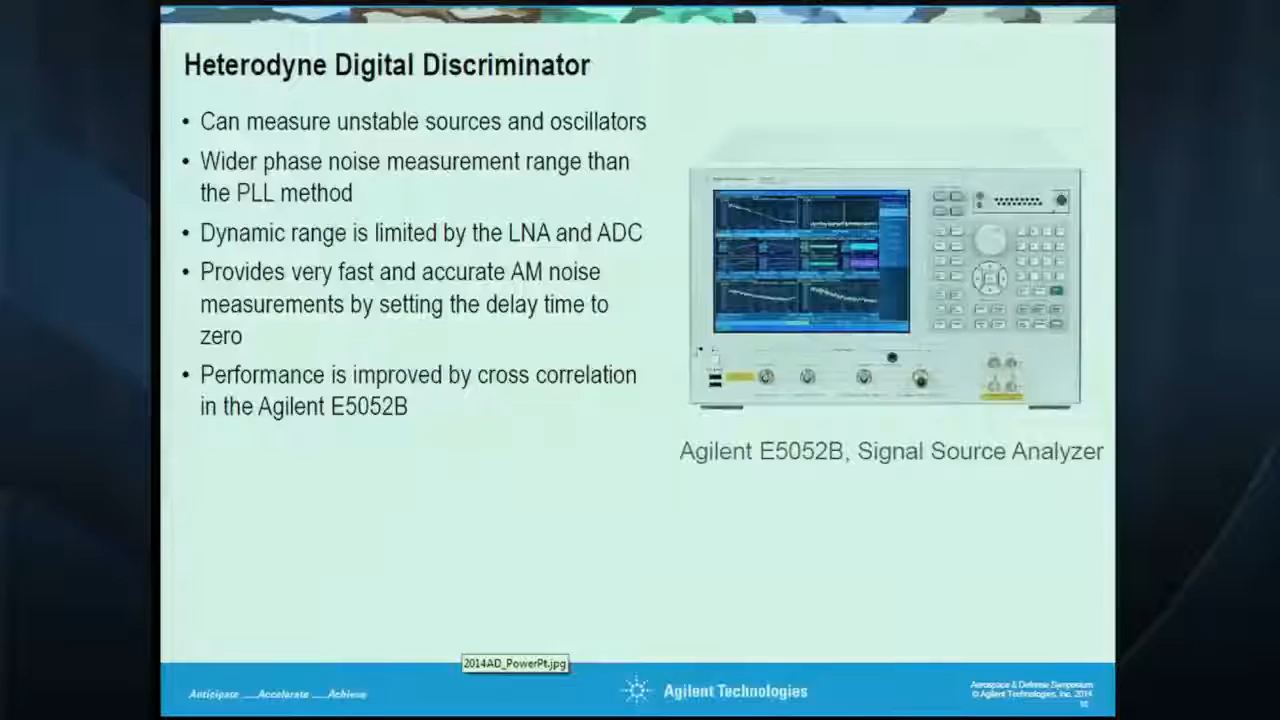 Heterodyne Digital Discriminator
• Can measure unstable sources and oscillators
• Wider phase noise measurement range than
the PLL method
• Dynamic range is limited by the LNA and ADC
• Provides very fast and accurate AM noise
measurements by setting the delay time to
zero
• Performance is improved by cross correlation
in the Agilent E5052B
Agilent E5052B, Signal Source Analyzer
2014AD_PowerPt.jpg
Anticipate ___Accelerate ___Achieve
Agilent Technologies
Aerospace & Defense Symposium
© Agilent Technologies, Inc. 2014